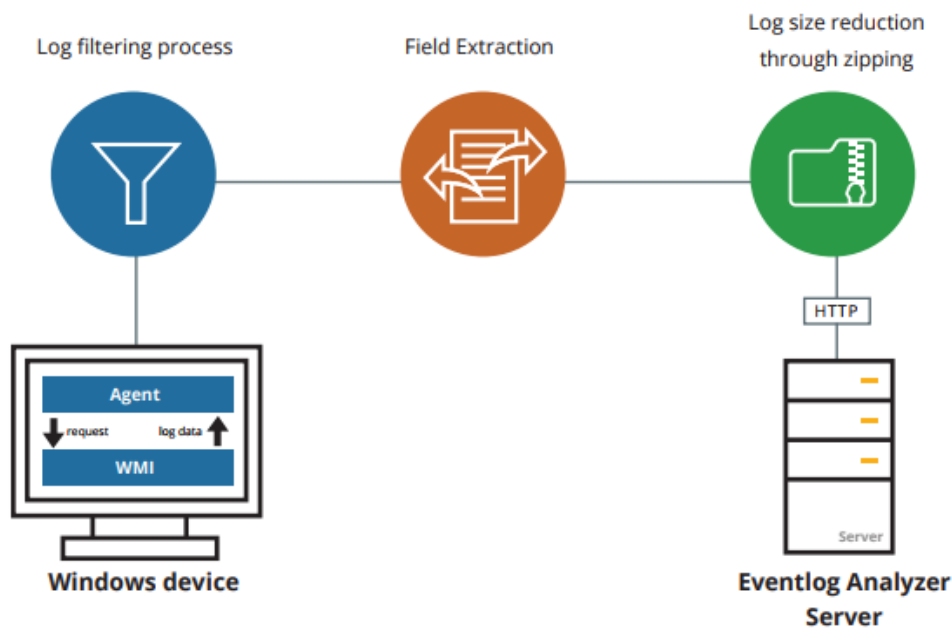 Log filtering process
Field Extraction
Log size reduction
through zipping
HTTP
Agent
request
log data
WMI
Server
Windows device
Eventlog Analyzer
Server